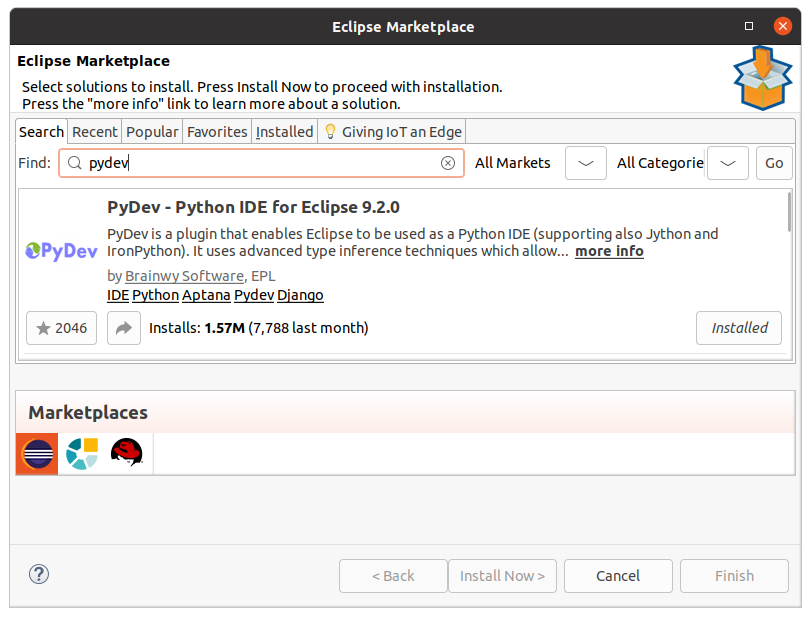 Eclipse Marketplace
Eclipse Marketplace
Select solutions to install. Press Install Now to proceed with installation.
Press the "more info" link to learn more about a solution.
Search Recent Popular Favorites Installed Giving IoT an Edge
Find: pydev All Markets All Categorie Go
PyDev - Python IDE for Eclipse 9.2.0
PyDev is a plugin that enables Eclipse to be used as a Python IDE (supporting also Jython and
PyDev IronPython). It uses advanced type inference techniques which allow... more info
by Brainwy Software, EPL
IDE Python Aptana Pydev Django
2046 Installs: 1.57M (7,788 last month) Installed
Marketplaces
? < Back Install Now > Cancel Finish